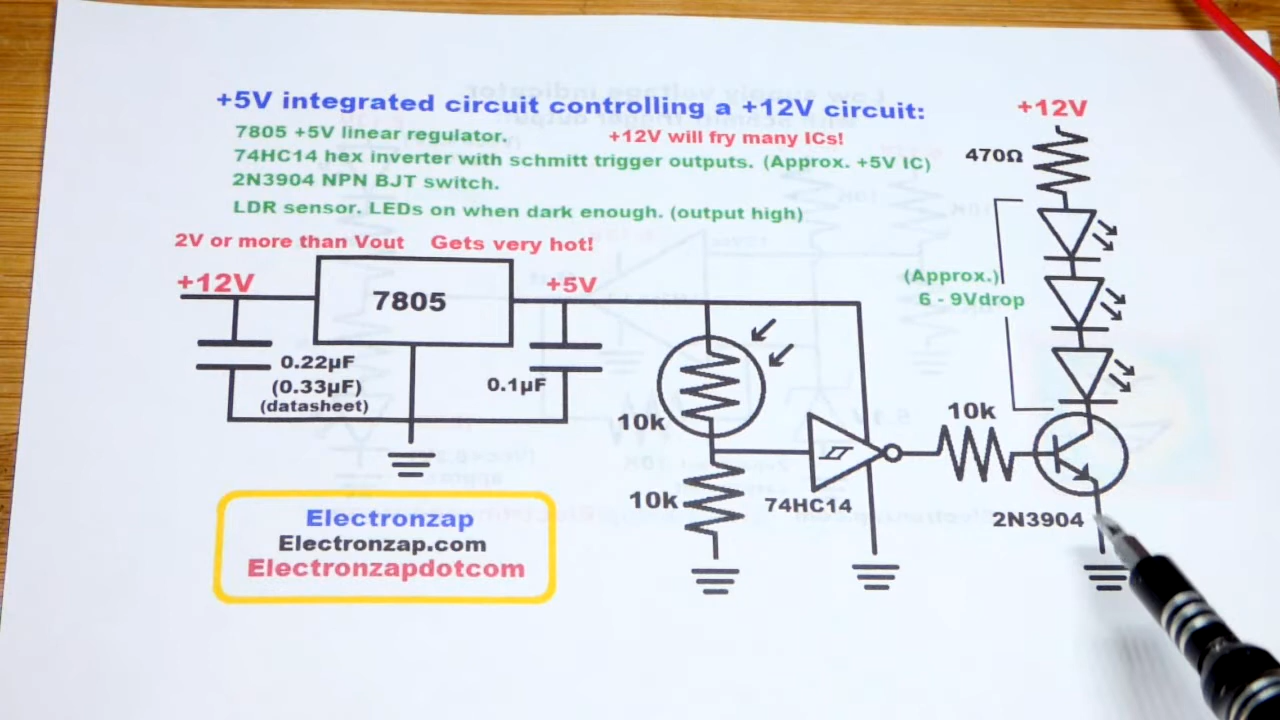 +5V integrated circuit controlling a +12V circuit:
+12V
7805 +5V linear regulator.
+12V will fry many ICs!
470Ω
74HC14 hex inverter with schmitt trigger outputs. (Approx. +5V IC)
2N3904 NPN BJT switch.
LDR sensor. LEDs on when dark enough. (output high)
2V or more than Vout
Gets very hot!
+12V
7805
+5V
(Approx.)
6 - 9Vdrop
0.22µF
(0.33µF)
(datasheet)
0.1µF
10k
10k
10k
74HC14
2N3904
Electronzap
Electronzap.com
Electronzapdotcom